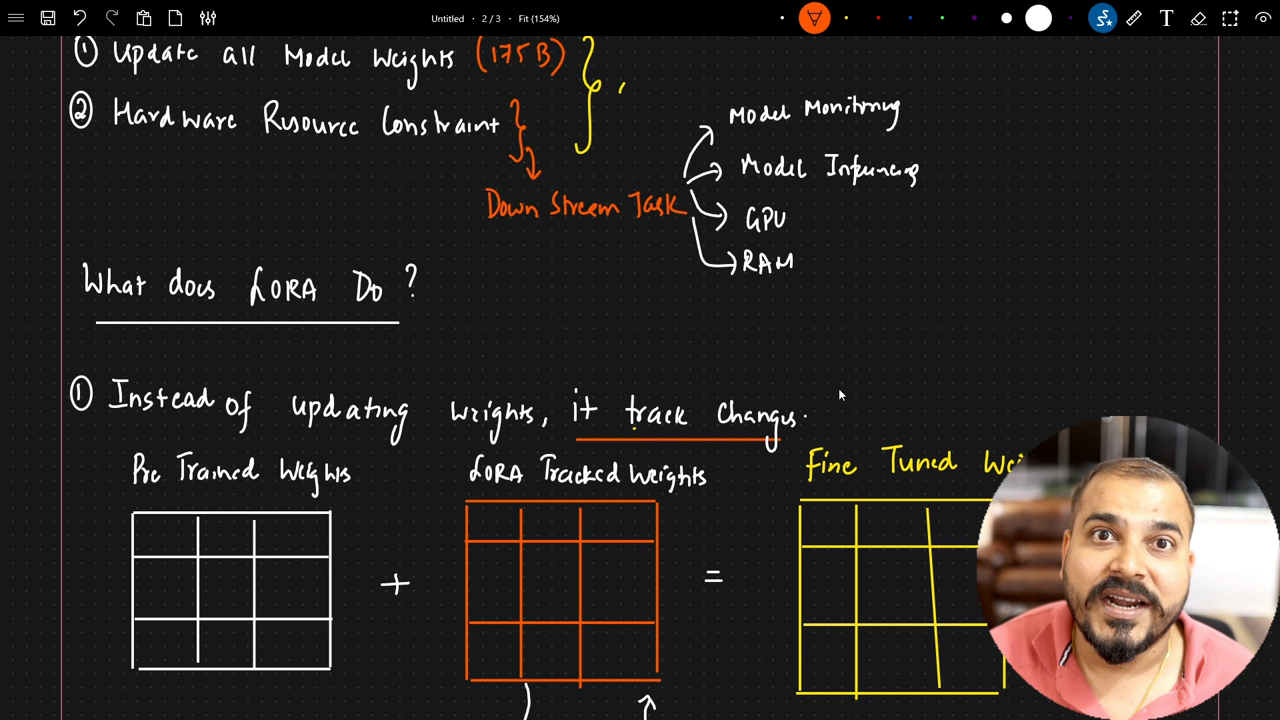 Untitled • 2 / 3 • Fit (154%)
① Update all Model Weights (175 B)
② Hardware Resource Constraint
Model Monitoring
Model Inferencing
Down Stream Task
GPU
RAM
What does LORA Do ?
① Instead of updating weights, it track changes.
Pre Trained Weights
LORA Tracked Weights
Fine Tuned Wei
+
=